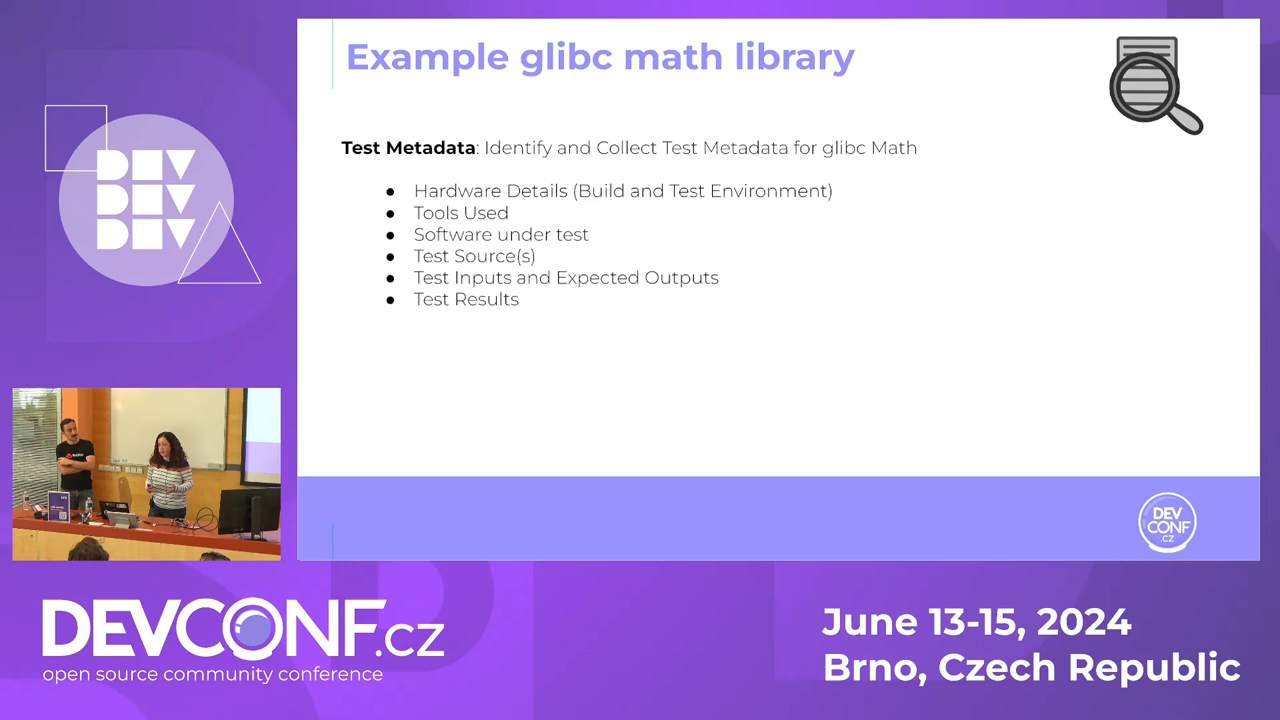 Example glibc math library
Test Metadata: Identify and Collect Test Metadata for glibc Math
● Hardware Details (Build and Test Environment)
● Tools Used
● Software under test
● Test Source(s)
● Test Inputs and Expected Outputs
● Test Results
DEV
DEV
DEV
DEV
CONF
.CZ
DEVCONF.cz
open source community conference
June 13-15, 2024
Brno, Czech Republic